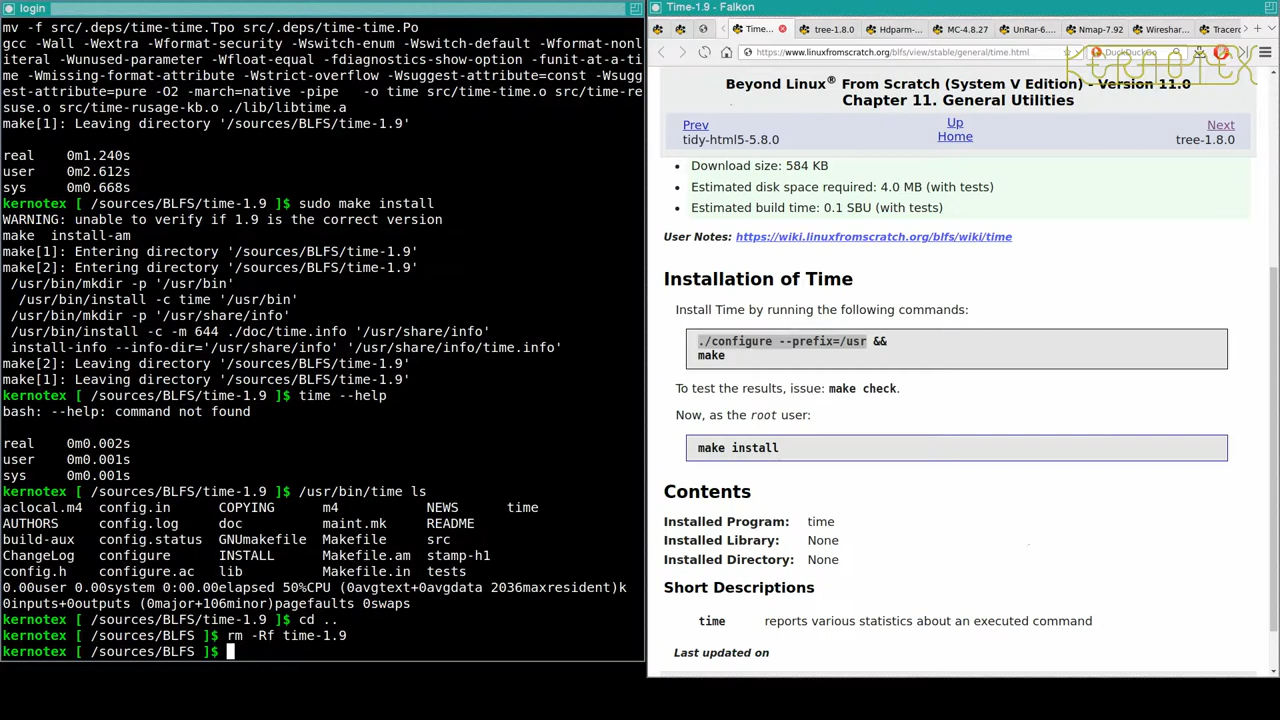 login
mv -f src/.deps/time-time.Tpo src/.deps/time-time.Po
gcc -Wall -Wextra -Wformat-security -Wswitch-enum -Wswitch-default -Wformat-nonl
iteral -Wunused-parameter -Wfloat-equal -fdiagnostics-show-option -funit-at-a-ti
me -Wmissing-format-attribute -Wstrict-overflow -Wsuggest-attribute=const -Wsugg
est-attribute=pure -O2 -march=native -pipe   -o time src/time-time.o src/time-re
suse.o src/time-rusage-kb.o ./lib/libtime.a
make[1]: Leaving directory '/sources/BLFS/time-1.9'
real    0m1.240s
user    0m2.612s
sys     0m0.668s
kernotex [ /sources/BLFS/time-1.9 ]$ sudo make install
WARNING: unable to verify if 1.9 is the correct version
make  install-am
make[1]: Entering directory '/sources/BLFS/time-1.9'
make[2]: Entering directory '/sources/BLFS/time-1.9'
/usr/bin/mkdir -p '/usr/bin'
/usr/bin/install -c time '/usr/bin'
/usr/bin/mkdir -p '/usr/share/info'
/usr/bin/install -c -m 644 ./doc/time.info '/usr/share/info'
install-info --info-dir='/usr/share/info' '/usr/share/info/time.info'
make[2]: Leaving directory '/sources/BLFS/time-1.9'
make[1]: Leaving directory '/sources/BLFS/time-1.9'
kernotex [ /sources/BLFS/time-1.9 ]$ time --help
bash: --help: command not found
real    0m0.002s
user    0m0.001s
sys     0m0.001s
kernotex [ /sources/BLFS/time-1.9 ]$ /usr/bin/time ls
aclocal.m4  config.in      COPYING      m4           NEWS    time
AUTHORS     config.log     doc          maint.mk     README
build-aux   config.status  GNUmakefile  Makefile     src
ChangeLog   configure      INSTALL      Makefile.am  stamp-h1
config.h    configure.ac   lib          Makefile.in  tests
0.00user 0.00system 0:00.00elapsed 50%CPU (0avgtext+0avgdata 2036maxresident)k
0inputs+0outputs (0major+106minor)pagefaults 0swaps
kernotex [ /sources/BLFS/time-1.9 ]$ cd ..
kernotex [ /sources/BLFS ]$ rm -Rf time-1.9
kernotex [ /sources/BLFS ]$
Time-1.9 - Falkon
Time... tree-1.8.0 Hdparm-... MC-4.8.27 UnRar-6... Nmap-7.92 Wireshar... Tracero
https://www.linuxfromscratch.org/blfs/view/stable/general/time.html DuckDuckGo
KERNOTEX
Beyond Linux® From Scratch (System V Edition) - Version 11.0
Chapter 11. General Utilities
Prev Up Next
tidy-html5-5.8.0 Home tree-1.8.0
• Download size: 584 KB
• Estimated disk space required: 4.0 MB (with tests)
• Estimated build time: 0.1 SBU (with tests)
User Notes: https://wiki.linuxfromscratch.org/blfs/wiki/time
Installation of Time
Install Time by running the following commands:
./configure --prefix=/usr &&
make
To test the results, issue: make check.
Now, as the root user:
make install
Contents
Installed Program: time
Installed Library: None
Installed Directory: None
Short Descriptions
time reports various statistics about an executed command
Last updated on